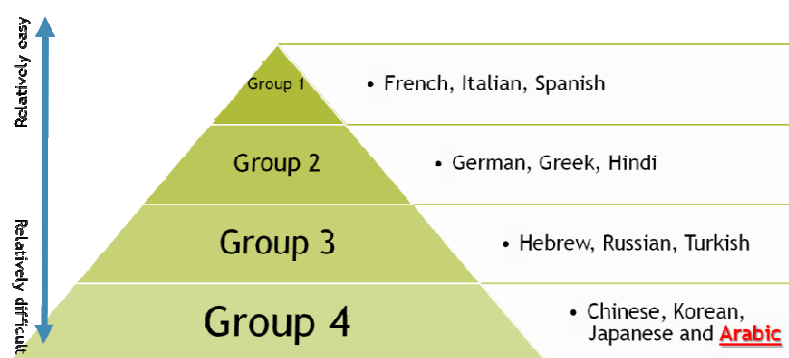 Relatively easy
Group 1
• French, Italian, Spanish
Group 2
• German, Greek, Hindi
Group 3
• Hebrew, Russian, Turkish
Relatively difficult
Group 4
• Chinese, Korean,
Japanese and Arabic